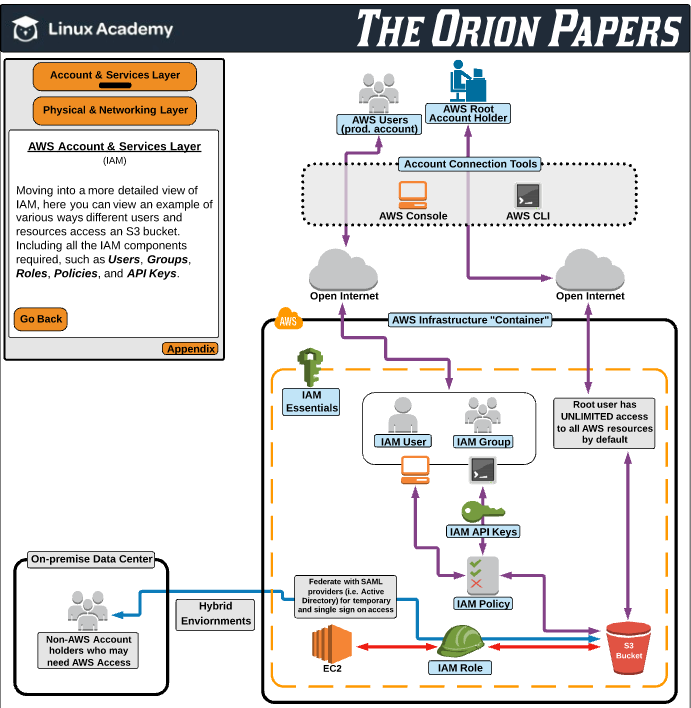 Linux Academy
THE ORION PAPERS
Account & Services Layer
Physical & Networking Layer
AWS Account & Services Layer
(IAM)
Moving into a more detailed view of
IAM, here you can view an example of
various ways different users and
resources access an S3 bucket.
Including all the IAM components
required, such as Users, Groups,
Roles, Policies, and API Keys.
Go Back
Appendix
AWS Users
(prod. account)
AWS Root
Account Holder
Account Connection Tools
AWS Console
AWS CLI
Open Internet
Open Internet
AWS
AWS Infrastructure "Container"
IAM
Essentials
IAM User
IAM Group
Root user has
UNLIMITED access
to all AWS resources
by default
IAM API Keys
IAM Policy
On-premise Data Center
Non-AWS Account
holders who may
need AWS Access
Hybrid
Enviornments
Federate with SAML
providers (i.e. Active
Directory) for temporary
and single sign on access
EC2
IAM Role
S3
Bucket